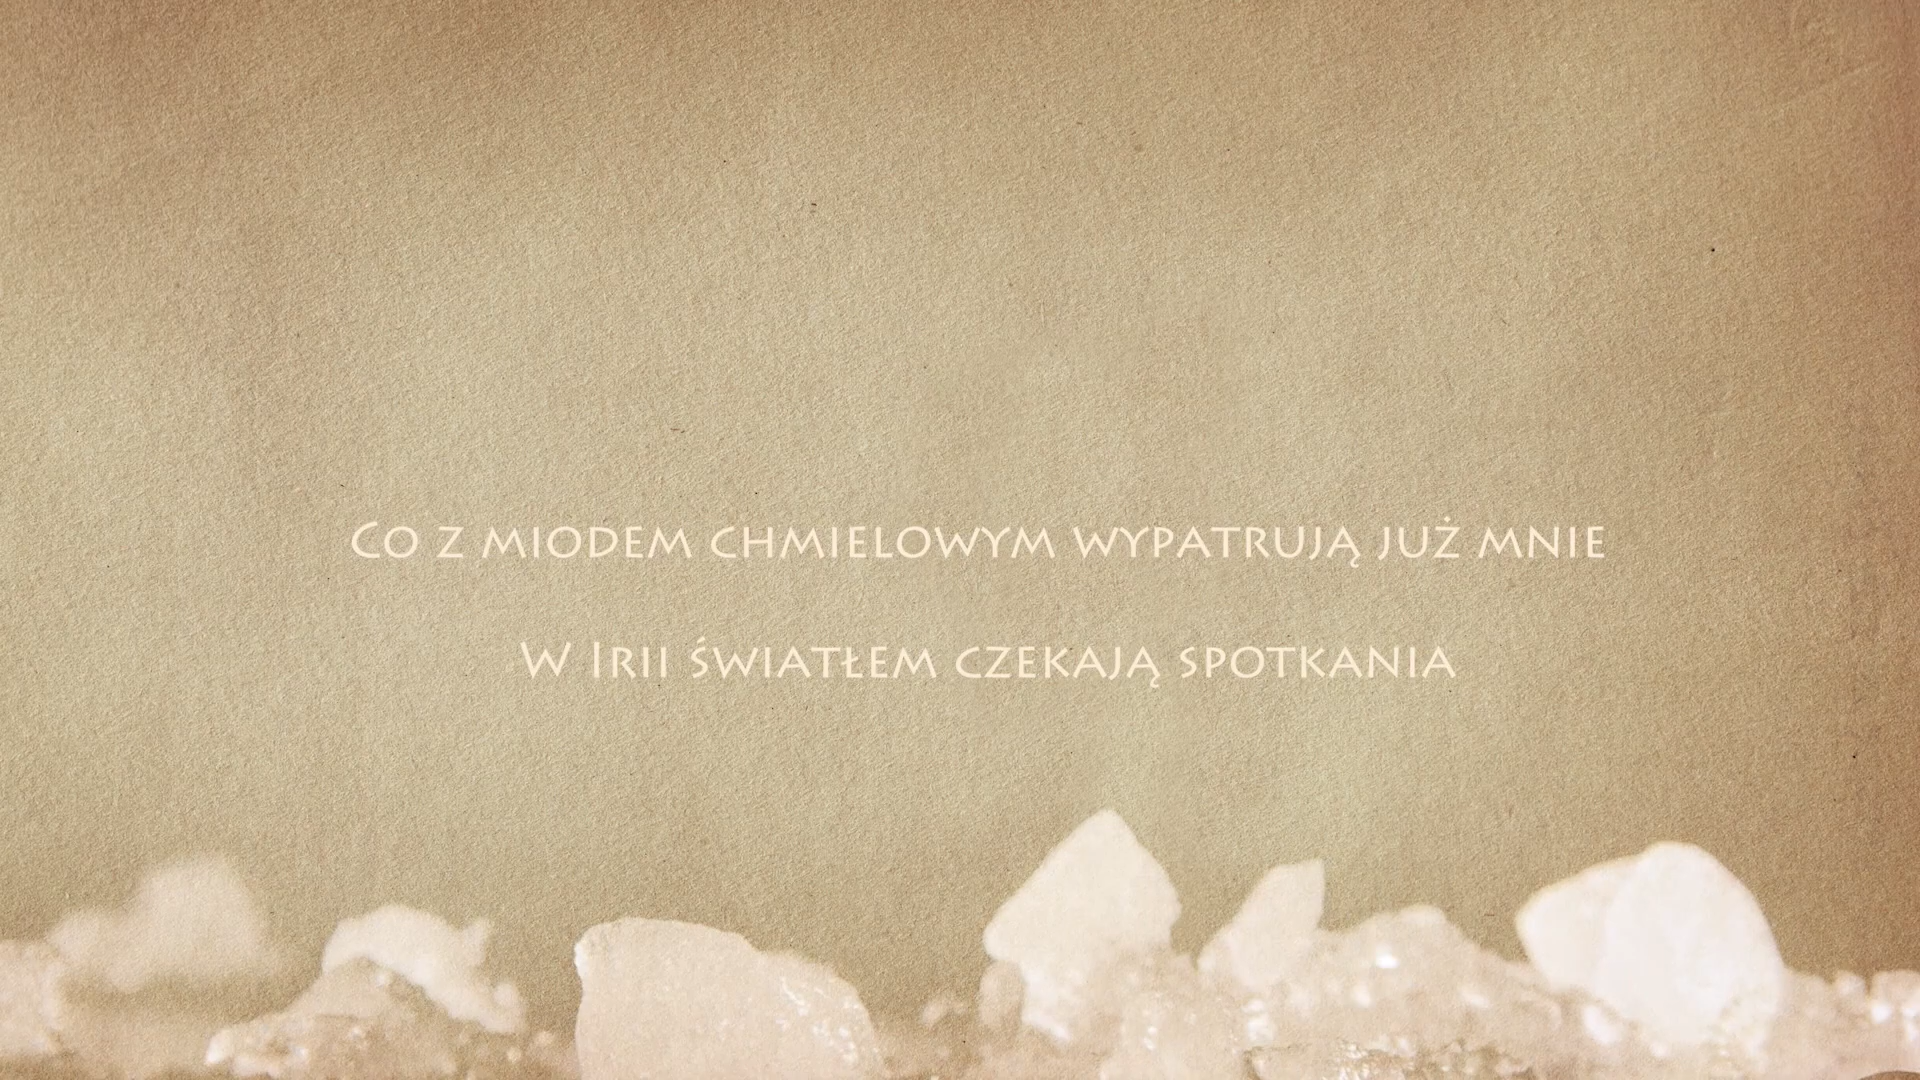 Co z miodem chmielowym wypatrują już mnie
W Irii światłem czekają spotkania